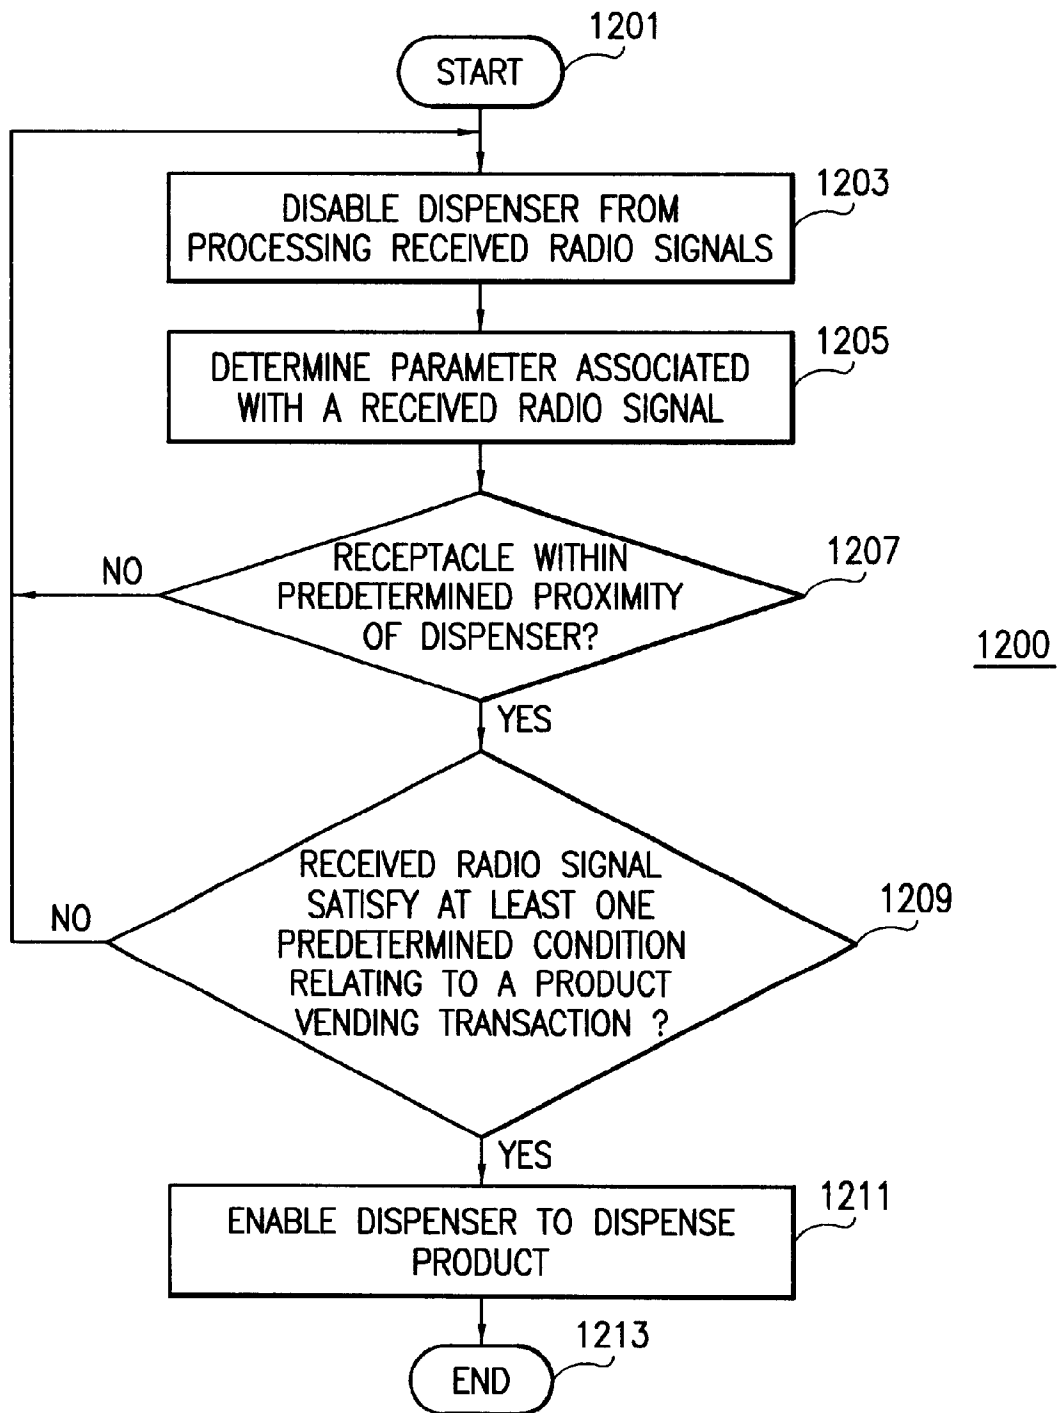 1201
START
1203
DISABLE DISPENSER FROM
PROCESSING RECEIVED RADIO SIGNALS
1205
DETERMINE PARAMETER ASSOCIATED
WITH A RECEIVED RADIO SIGNAL
1207
NO
RECEPTACLE WITHIN
PREDETERMINED PROXIMITY
OF DISPENSER?
1200
YES
1209
NO
RECEIVED RADIO SIGNAL
SATISFY AT LEAST ONE
PREDETERMINED CONDITION
RELATING TO A PRODUCT
VENDING TRANSACTION ?
YES
1211
ENABLE DISPENSER TO DISPENSE
PRODUCT
1213
END